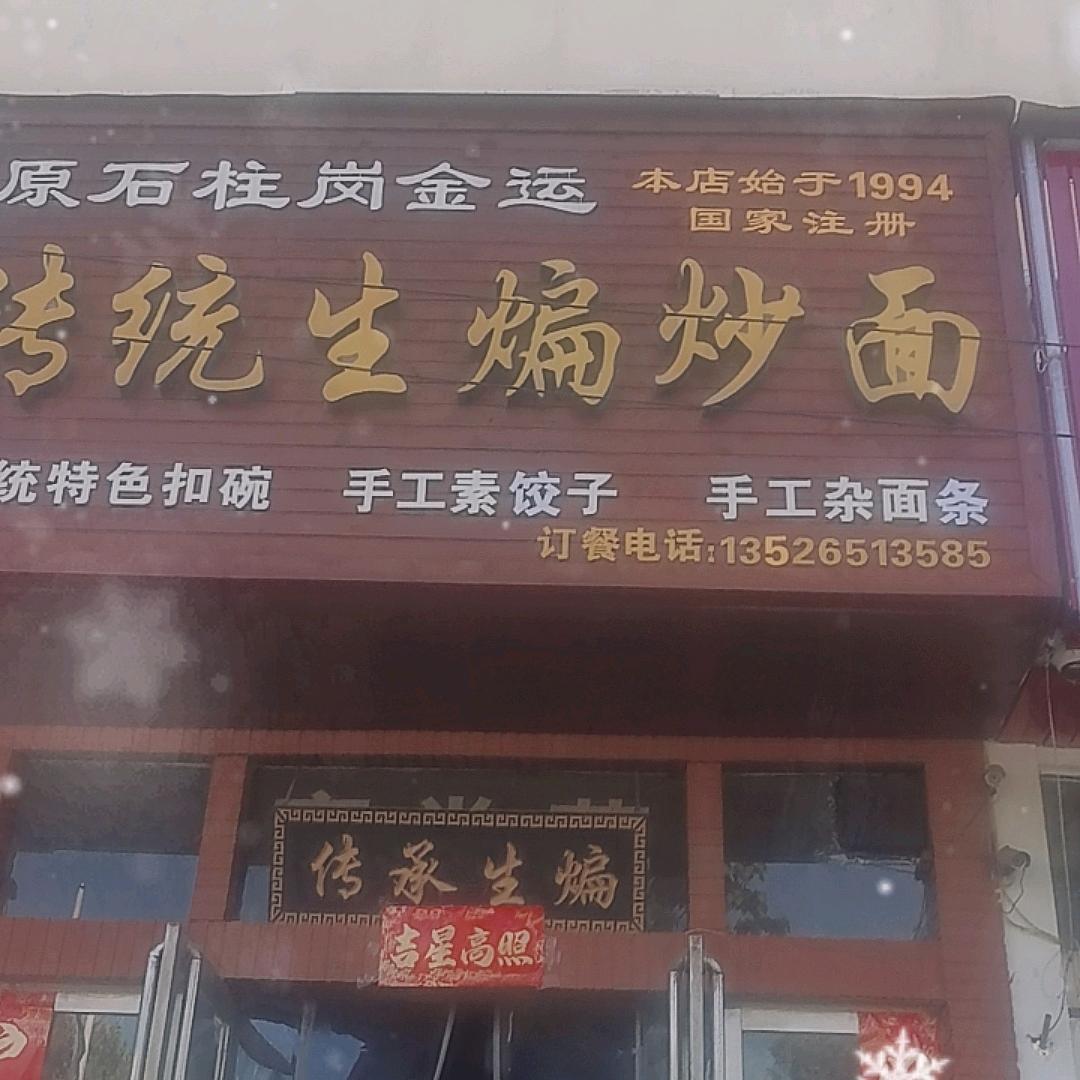 原石柱岗金运
本店始于1994
国家注册
传统生煸炒面
统特色扣碗 手工素饺子 手工杂面条
订餐电话:13526513585
传承生煸
吉星高照